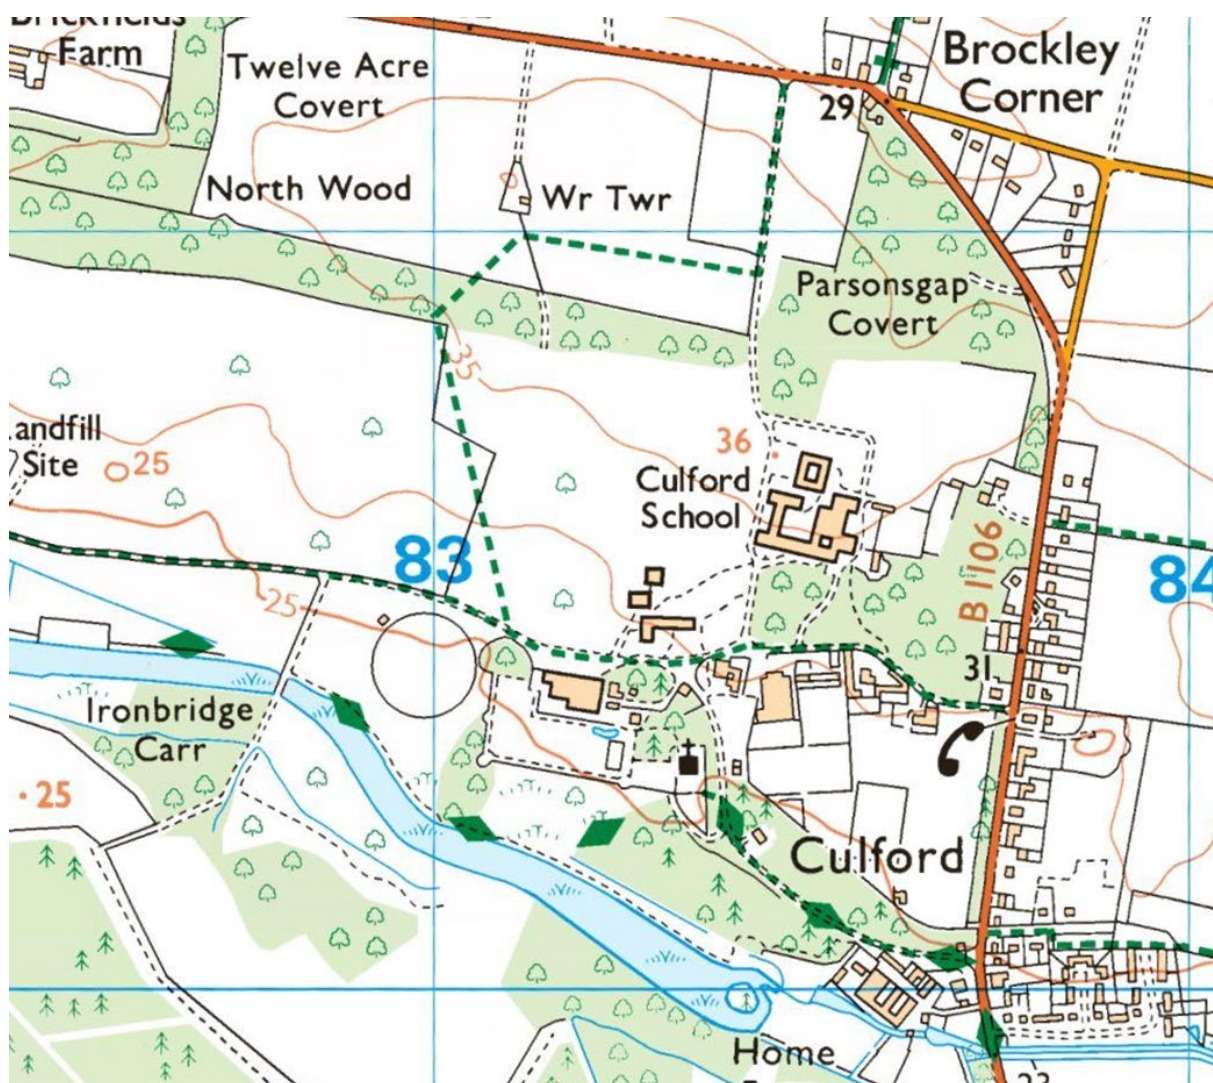 Farm
Twelve Acre
Covert
Brockley
Corner
29
North Wood
Wr Twr
Parsonsgap
Covert
35
andfill
Site
25
36
Culford
School
83
B 1106
84
25
31
Ironbridge
Carr
25
Culford
Home